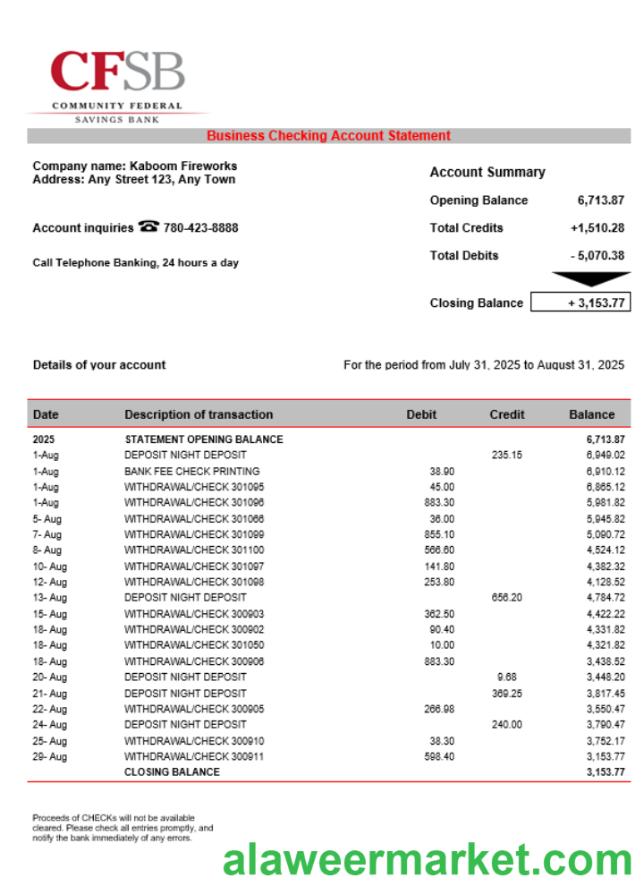 CFSB
COMMUNITY FEDERAL
SAVINGS BANK
Business Checking Account Statement
Company name: Kaboom Fireworks
Address: Any Street 123, Any Town
Account inquiries ☎ 780-423-8888
Call Telephone Banking, 24 hours a day
Account Summary
Opening Balance 6,713.87
Total Credits +1,510.28
Total Debits - 5,070.38
Closing Balance + 3,153.77
Details of your account For the period from July 31, 2025 to August 31, 2025
Date Description of transaction Debit Credit Balance
2025 STATEMENT OPENING BALANCE 6,713.87
1-Aug DEPOSIT NIGHT DEPOSIT 235.15 6,949.02
1-Aug BANK FEE CHECK PRINTING 38.90 6,910.12
1-Aug WITHDRAWAL/CHECK 301095 45.00 6,865.12
1-Aug WITHDRAWAL/CHECK 301096 883.30 5,981.82
5- Aug WITHDRAWAL/CHECK 301066 36.00 5,945.82
7- Aug WITHDRAWAL/CHECK 301099 855.10 5,090.72
8- Aug WITHDRAWAL/CHECK 301100 566.60 4,524.12
10- Aug WITHDRAWAL/CHECK 301097 141.80 4,382.32
12- Aug WITHDRAWAL/CHECK 301098 253.80 4,128.52
13- Aug DEPOSIT NIGHT DEPOSIT 656.20 4,784.72
15- Aug WITHDRAWAL/CHECK 300903 362.50 4,422.22
18- Aug WITHDRAWAL/CHECK 300902 90.40 4,331.82
18- Aug WITHDRAWAL/CHECK 301050 10.00 4,321.82
18- Aug WITHDRAWAL/CHECK 300906 883.30 3,438.52
20- Aug DEPOSIT NIGHT DEPOSIT 9.68 3,448.20
21- Aug DEPOSIT NIGHT DEPOSIT 369.25 3,817.45
22- Aug WITHDRAWAL/CHECK 300905 266.98 3,550.47
24- Aug DEPOSIT NIGHT DEPOSIT 240.00 3,790.47
25- Aug WITHDRAWAL/CHECK 300910 38.30 3,752.17
29- Aug WITHDRAWAL/CHECK 300911 598.40 3,153.77
CLOSING BALANCE 3,153.77
Proceeds of CHECKs will not be available
cleared. Please check all entries promptly, and
notify the bank immediately of any errors.
alaweermarket.com